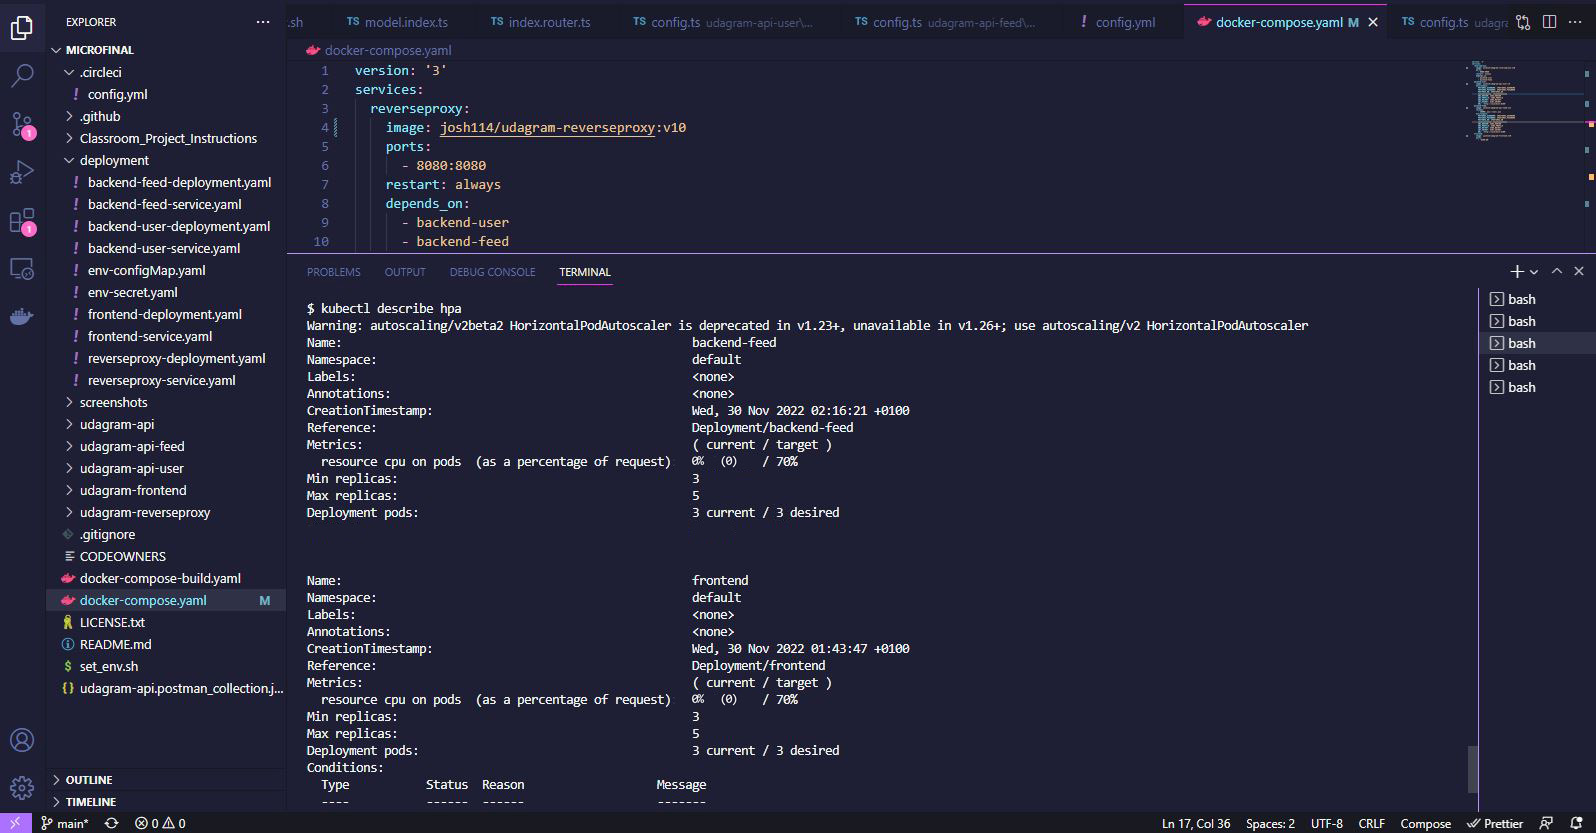 EXPLORER
MICROFINAL
.circleci
config.yml
.github
Classroom_Project_Instructions
deployment
backend-feed-deployment.yaml
backend-feed-service.yaml
backend-user-deployment.yaml
backend-user-service.yaml
env-configMap.yaml
env-secret.yaml
frontend-deployment.yaml
frontend-service.yaml
reverseproxy-deployment.yaml
reverseproxy-service.yaml
screenshots
udagram-api
udagram-api-feed
udagram-api-user
udagram-frontend
udagram-reverseproxy
.gitignore
CODEOWNERS
docker-compose-build.yaml
docker-compose.yaml M
LICENSE.txt
README.md
$ set_env.sh
{} udagram-api.postman_collection.j...
OUTLINE
TIMELINE
1
1
.sh TS model.index.ts TS index.router.ts TS config.ts udagram-api-user\... TS config.ts udagram-api-feed\... ! config.yml docker-compose.yaml M TS config.ts udagra
docker-compose.yaml
1 version: '3'
2 services:
3 reverseproxy:
4 image: josh114/udagram-reverseproxy:v10
5 ports:
6 - 8080:8080
7 restart: always
8 depends_on:
9 - backend-user
10 - backend-feed
PROBLEMS OUTPUT DEBUG CONSOLE TERMINAL
$ kubectl describe hpa
Warning: autoscaling/v2beta2 HorizontalPodAutoscaler is deprecated in v1.23+, unavailable in v1.26+; use autoscaling/v2 HorizontalPodAutoscaler
Name: backend-feed
Namespace: default
Labels: <none>
Annotations: <none>
CreationTimestamp: Wed, 30 Nov 2022 02:16:21 +0100
Reference: Deployment/backend-feed
Metrics: ( current / target )
resource cpu on pods (as a percentage of request): 0% (0) / 70%
Min replicas: 3
Max replicas: 5
Deployment pods: 3 current / 3 desired
Name: frontend
Namespace: default
Labels: <none>
Annotations: <none>
CreationTimestamp: Wed, 30 Nov 2022 01:43:47 +0100
Reference: Deployment/frontend
Metrics: ( current / target )
resource cpu on pods (as a percentage of request) 0% (0) / 70%
Min replicas: 3
Max replicas: 5
Deployment pods: 3 current / 3 desired
Conditions:
Type Status Reason Message
---- ------ ------ -------
bash
bash
bash
bash
bash
main* 0 0 Ln 17, Col 36 Spaces: 2 UTF-8 CRLF Compose Prettier